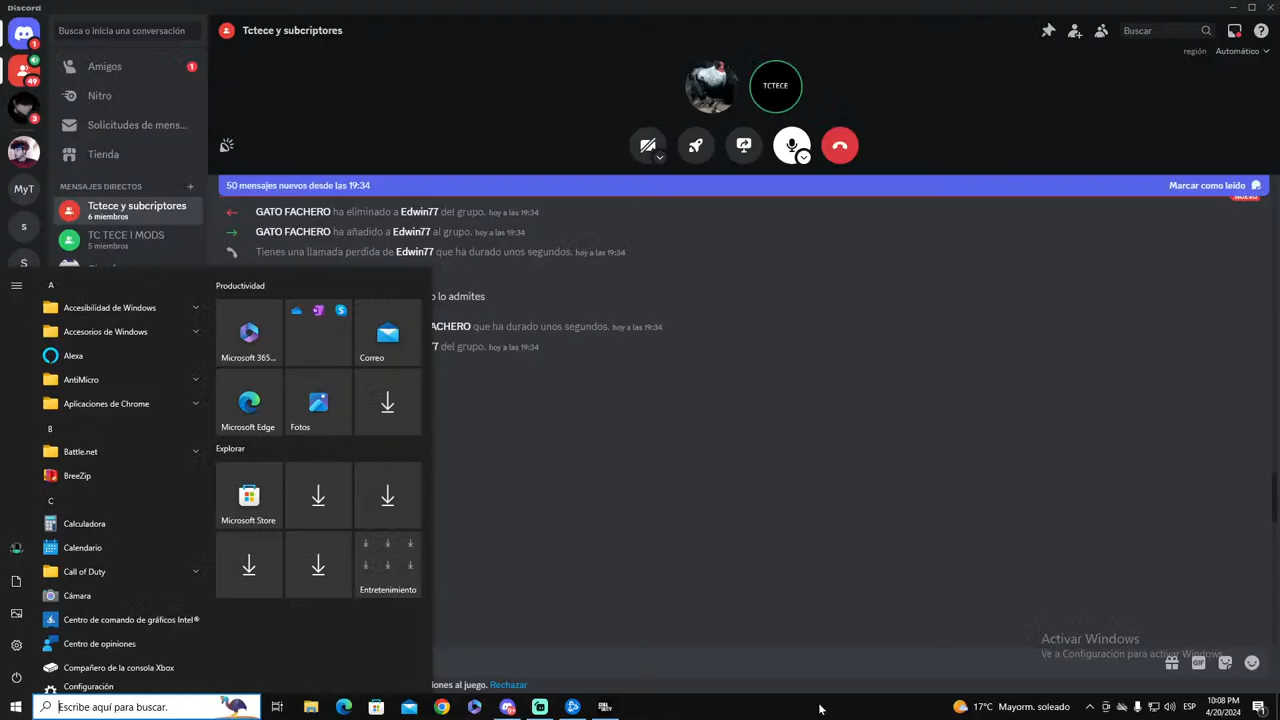 Discord
Busca o inicia una conversación
Tctece y subcriptores
Buscar
región Automático
Amigos 1
Nitro
Solicitudes de mens...
Tienda
MENSAJES DIRECTOS +
Tctece y subcriptores
6 miembros
TC TECE I MODS
5 miembros
1
49
3
MyT
S
S
TCTECE
50 mensajes nuevos desde las 19:34
Marcar como leído
NUEVO
GATO FACHERO ha eliminado a Edwin77 del grupo. hoy a las 19:34
GATO FACHERO ha añadido a Edwin77 al grupo. hoy a las 19:34
Tienes una llamada perdida de Edwin77 que ha durado unos segundos. hoy a las 19:34
lo admites
ACHERO que ha durado unos segundos. hoy a las 19:34
7 del grupo. hoy a las 19:34
A
Accesibilidad de Windows
Accesorios de Windows
Alexa
AntiMicro
Aplicaciones de Chrome
B
Battle.net
BreeZip
C
Calculadora
Calendario
Call of Duty
Cámara
Centro de comando de gráficos Intel®
Centro de opiniones
Compañero de la consola Xbox
Configuración
Productividad
Microsoft 365...
Correo
Microsoft Edge
Fotos
Explorar
Microsoft Store
Entretenimiento
Activar Windows
Ve a Configuración para activar Windows.
GIF
iones al juego. Rechazar
Escribe aquí para buscar.
17°C Mayorm. soleado
ESP
10:08 PM
4/20/2024